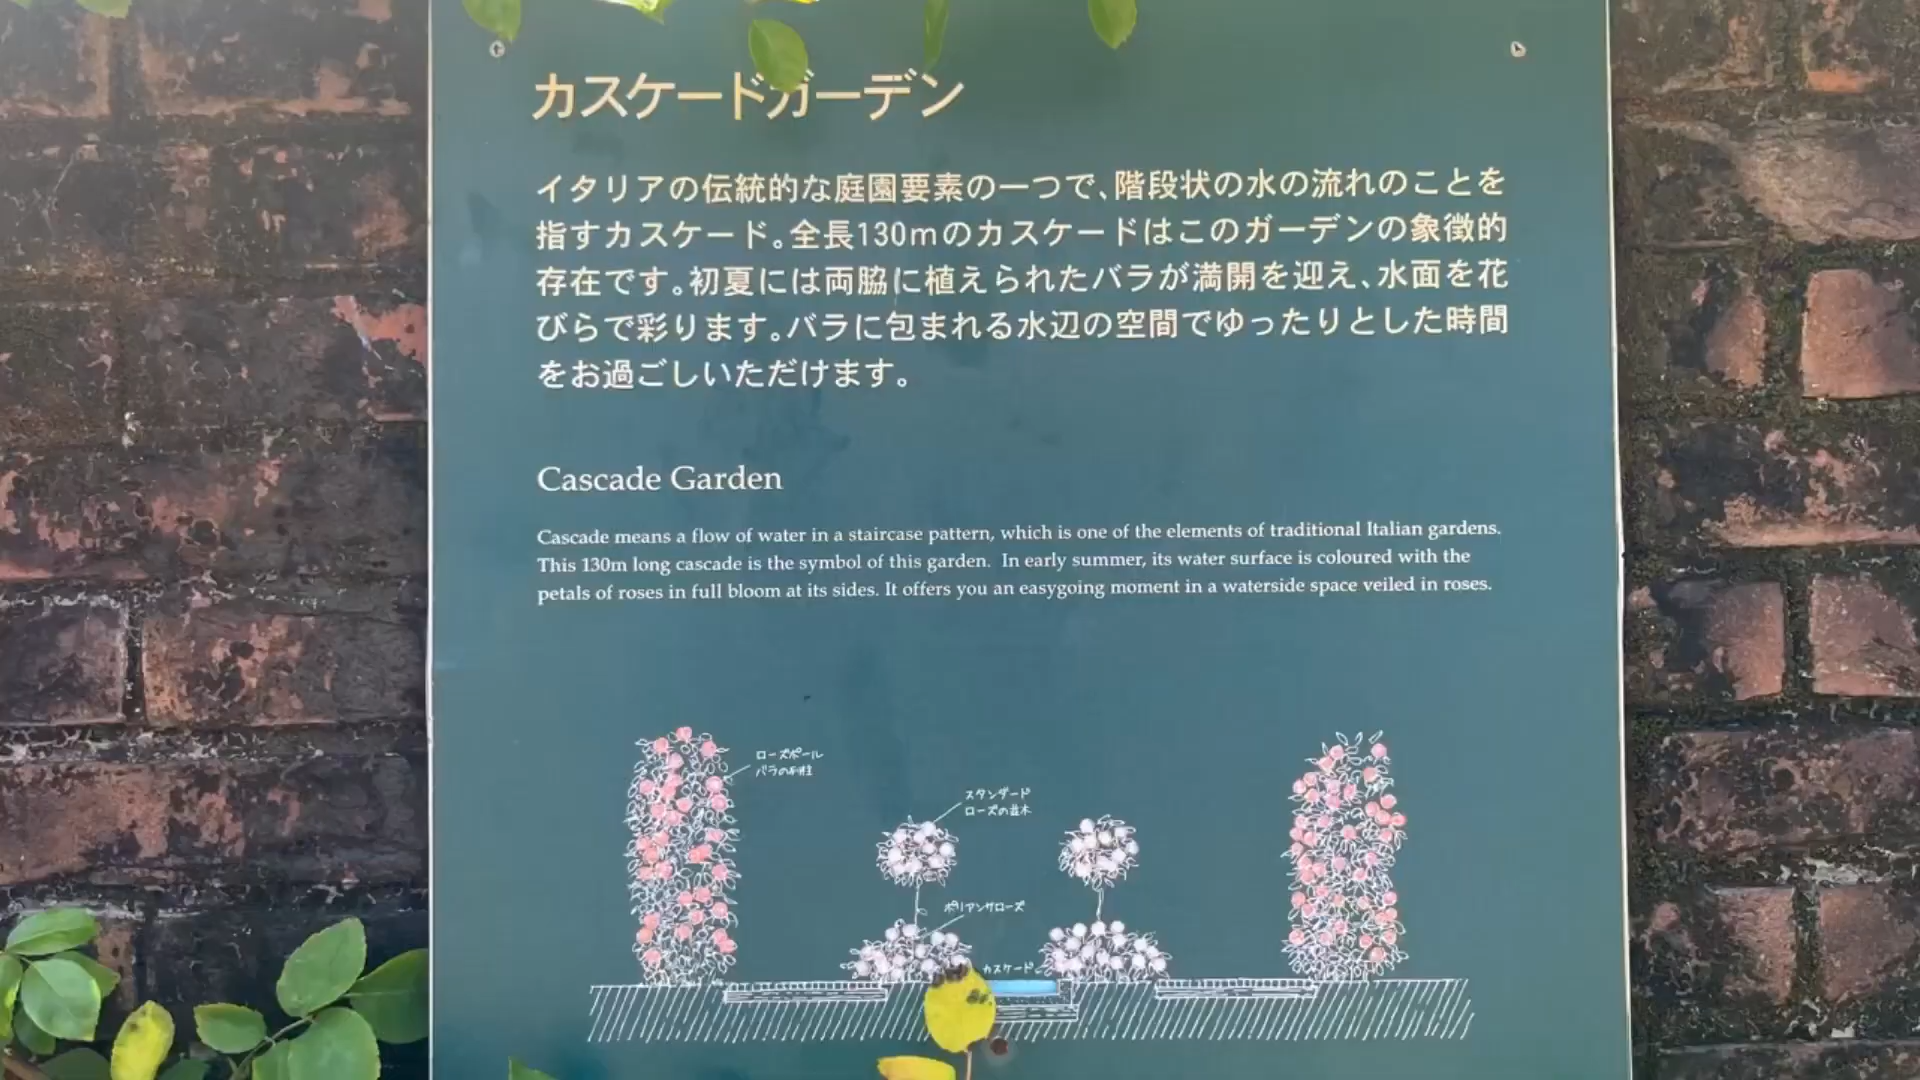 カスケードガーデン
イタリアの伝統的な庭園要素の一つで、階段状の水の流れのことを
指すカスケード。全長130mのカスケードはこのガーデンの象徴的
存在です。初夏には両脇に植えられたバラが満開を迎え、水面を花
びらで彩ります。バラに包まれる水辺の空間でゆったりとした時間
をお過ごしいただけます。
Cascade Garden
Cascade means a flow of water in a staircase pattern, which is one of the elements of traditional Italian gardens.
This 130m long cascade is the symbol of this garden. In early summer, its water surface is coloured with the
petals of roses in full bloom at its sides. It offers you an easygoing moment in a waterside space veiled in roses.
ローズポール
バラの
スタンダード
ローズの並木
ポリアンサローズ
カスケード